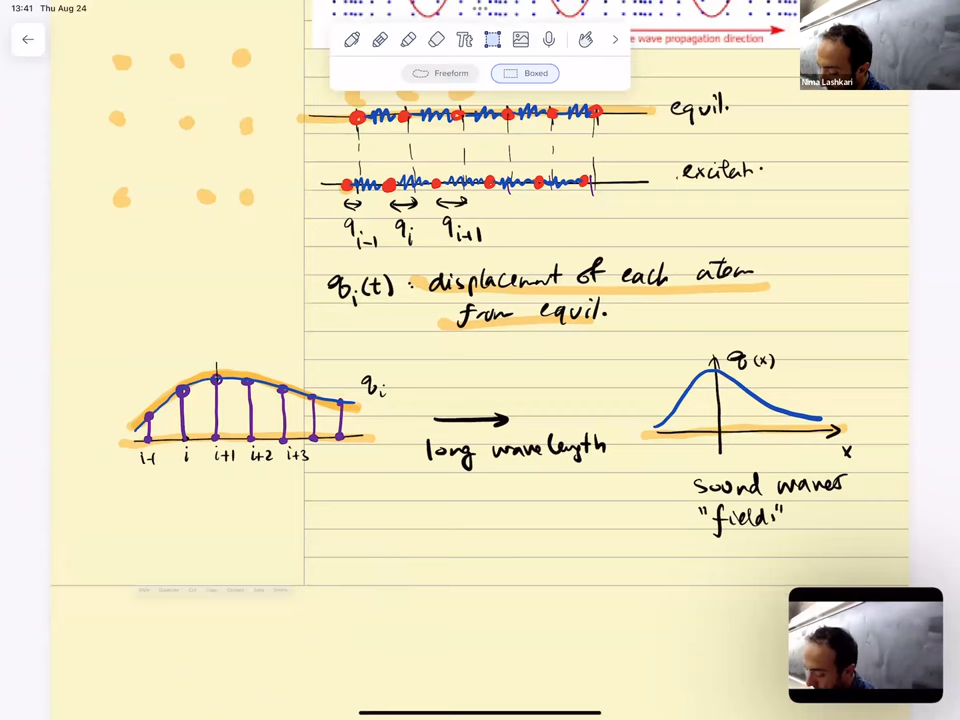 13:41 Thu Aug 24
e wave propagation direction
Nima Lashkari
Freeform
Boxed
equil.
excitat.
q i-1 q i q i+1
q i (t) : displacement of each atom
from equil.
q i
q (x)
i-1 i i+1 i+2 i+3
long wavelength
x
sound waves
"fields"